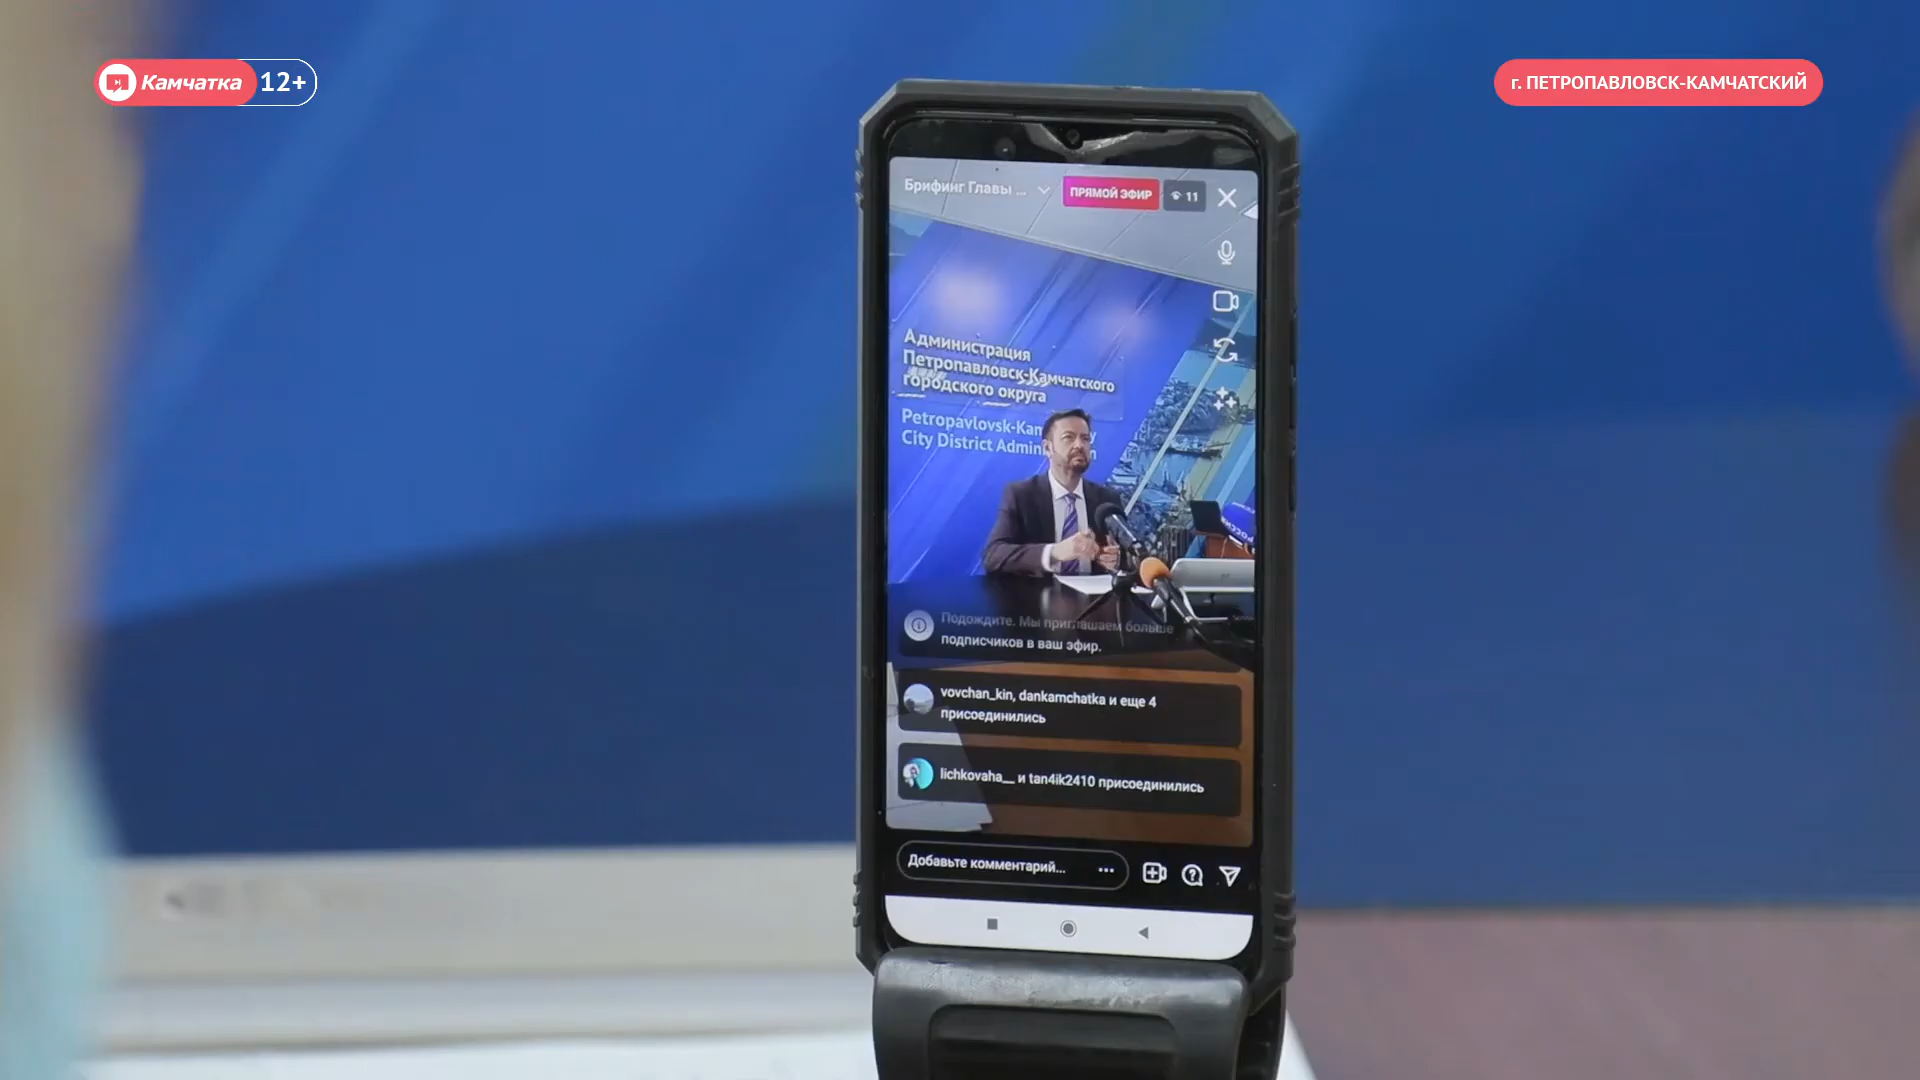 Камчатка 12+
г. ПЕТРОПАВЛОВСК-КАМЧАТСКИЙ
Брифинг Главы ...
ПРЯМОЙ ЭФИР
11
Администрация
Петропавловск-Камчатского
городского округа
Petropavlovsk-Kam
City District Admin
Подождите. Мы приглашаем больше
подписчиков в ваш эфир.
vovchan_kin, dankamchatka и еще 4
присоединились
lichkovaha__ и tan4ik2410 присоединились
Добавьте комментарий...